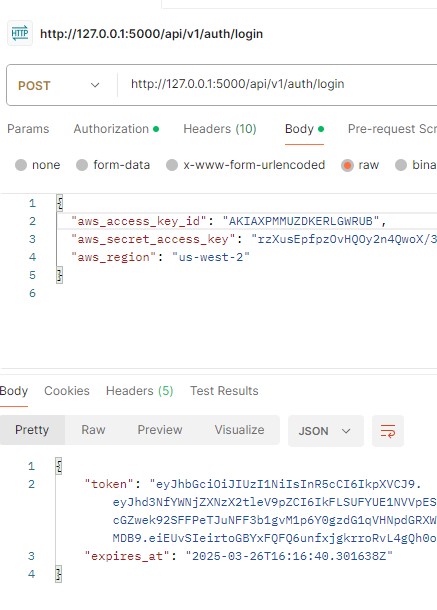 HTTP http://127.0.0.1:5000/api/v1/auth/login
POST http://127.0.0.1:5000/api/v1/auth/login
Params Authorization Headers (10) Body Pre-request Scr
none form-data x-www-form-urlencoded raw bina
1 {
2 "aws_access_key_id": "AKIAXPMMUZDKERLGWRUB",
3 "aws_secret_access_key": "rzXusEpfpzOvHQOy2n4QwoX/3
4 "aws_region": "us-west-2"
5 }
6
Body Cookies Headers (5) Test Results
Pretty Raw Preview Visualize JSON
1 {
2 "token": "eyJhbGciOiJIUzI1NiIsInR5cCI6IkpXVCJ9.
eyJhd3NfYWNjZXNzX2tleV9pZCI6IkFLSUFYUE1NVVpES
cGZwek92SFFPeTJuNFF3b1gvM1p6Y0gzdG1qVHNpdGRXW
MDB9.eiEUvSIeirtoGBYxFQFQ6unfxjgkrroRvL4gQh0o
3 "expires_at": "2025-03-26T16:16:40.301638Z"
4 }